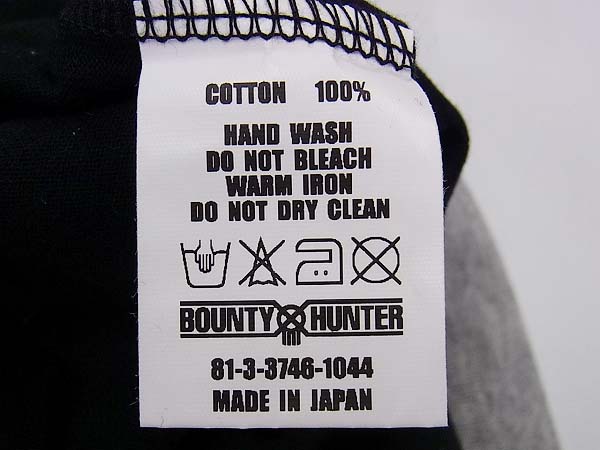 COTTON 100%
HAND WASH
DO NOT BLEACH
WARM IRON
DO NOT DRY CLEAN
BOUNTY HUNTER
81-3-3746-1044
MADE IN JAPAN